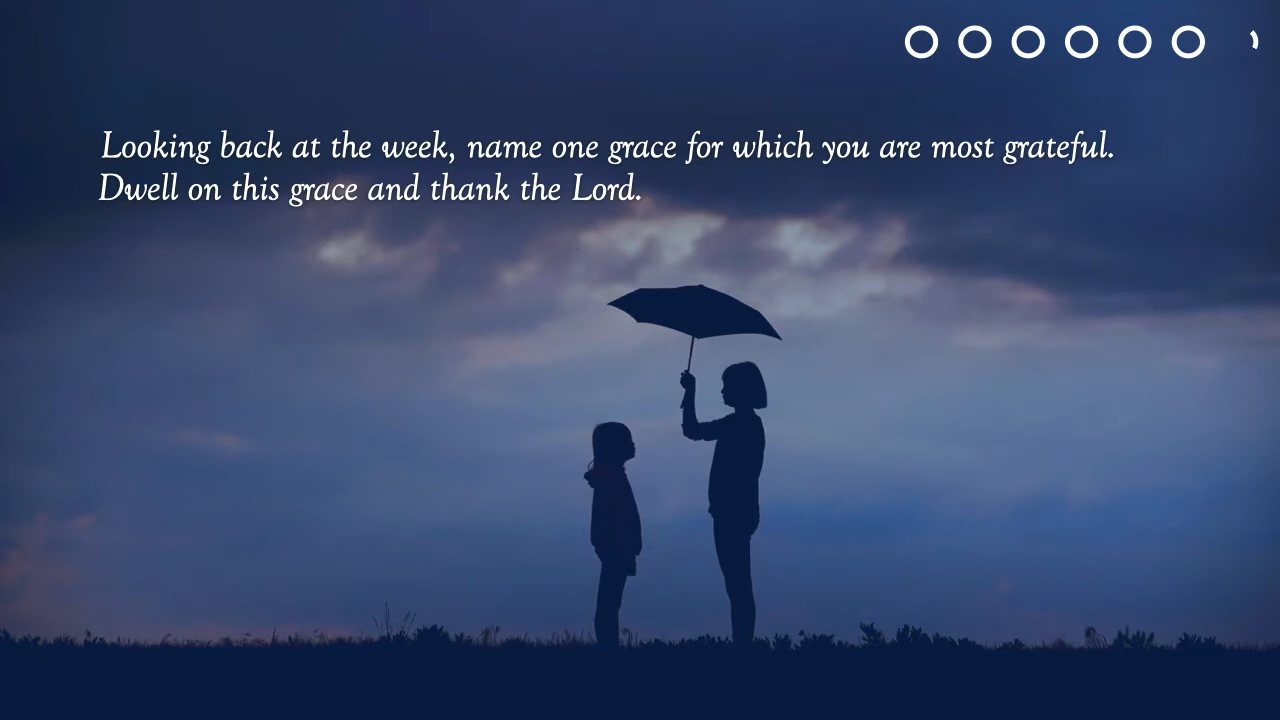 Looking back at the week, name one grace for which you are most grateful.
Dwell on this grace and thank the Lord.